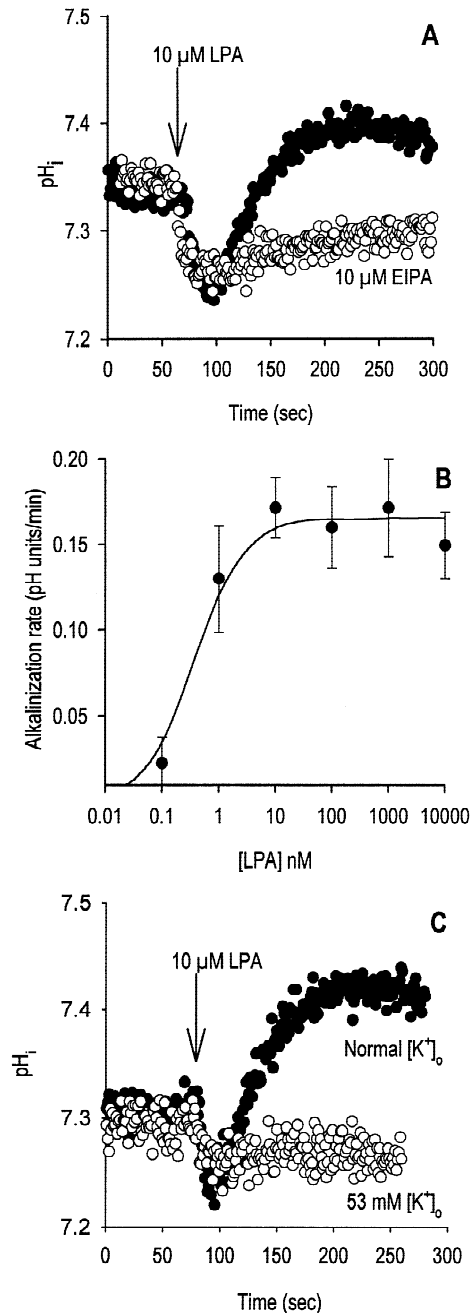 A
7.5
10 µM LPA
7.4
pHi
7.3
10 µM EIPA
7.2
0 50 100 150 200 250 300
Time (sec)
B
0.20
0.15
Alkalinization rate (pH units/min)
0.10
0.05
0.01 0.1 1 10 100 1000 10000
[LPA] nM
C
7.5
10 µM LPA
7.4
Normal [K⁺]ₒ
pHi
7.3
53 mM [K⁺]ₒ
7.2
0 50 100 150 200 250 300
Time (sec)